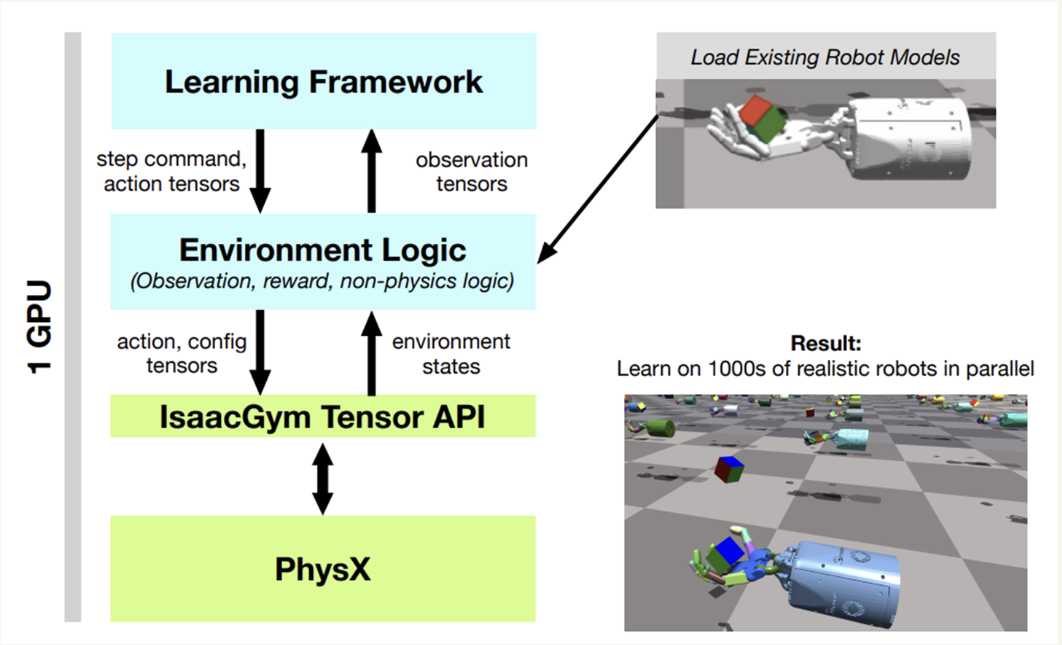 1 GPU
Learning Framework
step command,
action tensors
observation
tensors
Environment Logic
(Observation, reward, non-physics logic)
action, config
tensors
environment
states
IsaacGym Tensor API
PhysX
Load Existing Robot Models
Result:
Learn on 1000s of realistic robots in parallel